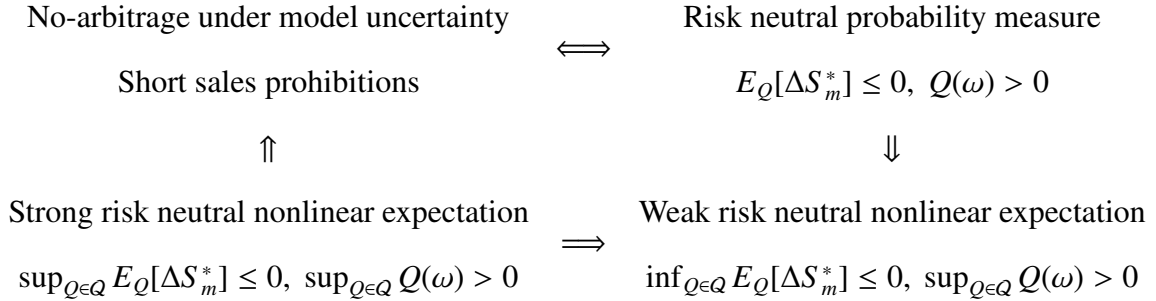 No-arbitrage under model uncertainty ⟺ Risk neutral probability measure
Short sales prohibitions E_Q[ΔS*_m] ≤ 0, Q(ω) > 0
⇑ ⇓
Strong risk neutral nonlinear expectation ⟹ Weak risk neutral nonlinear expectation
sup_{Q∈𝒬} E_Q[ΔS*_m] ≤ 0, sup_{Q∈𝒬} Q(ω) > 0 inf_{Q∈𝒬} E_Q[ΔS*_m] ≤ 0, sup_{Q∈𝒬} Q(ω) > 0